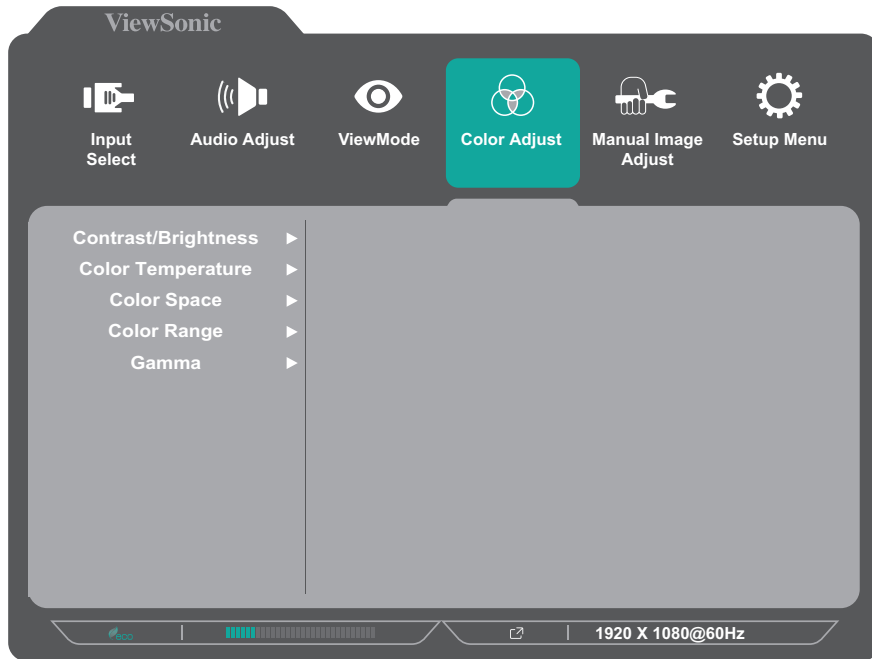 ViewSonic
Input
Select
Audio Adjust
ViewMode
Color Adjust
Manual Image
Adjust
Setup Menu
Contrast/Brightness
Color Temperature
Color Space
Color Range
Gamma
eco
1920 X 1080@60Hz